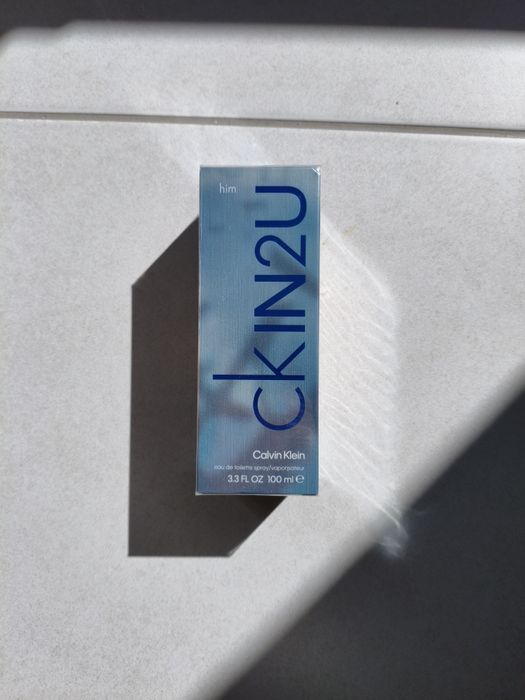 him
CKIN2U
Calvin Klein
eau de toilette spray/vaporisateur
3.3 FL OZ 100 ml ℮